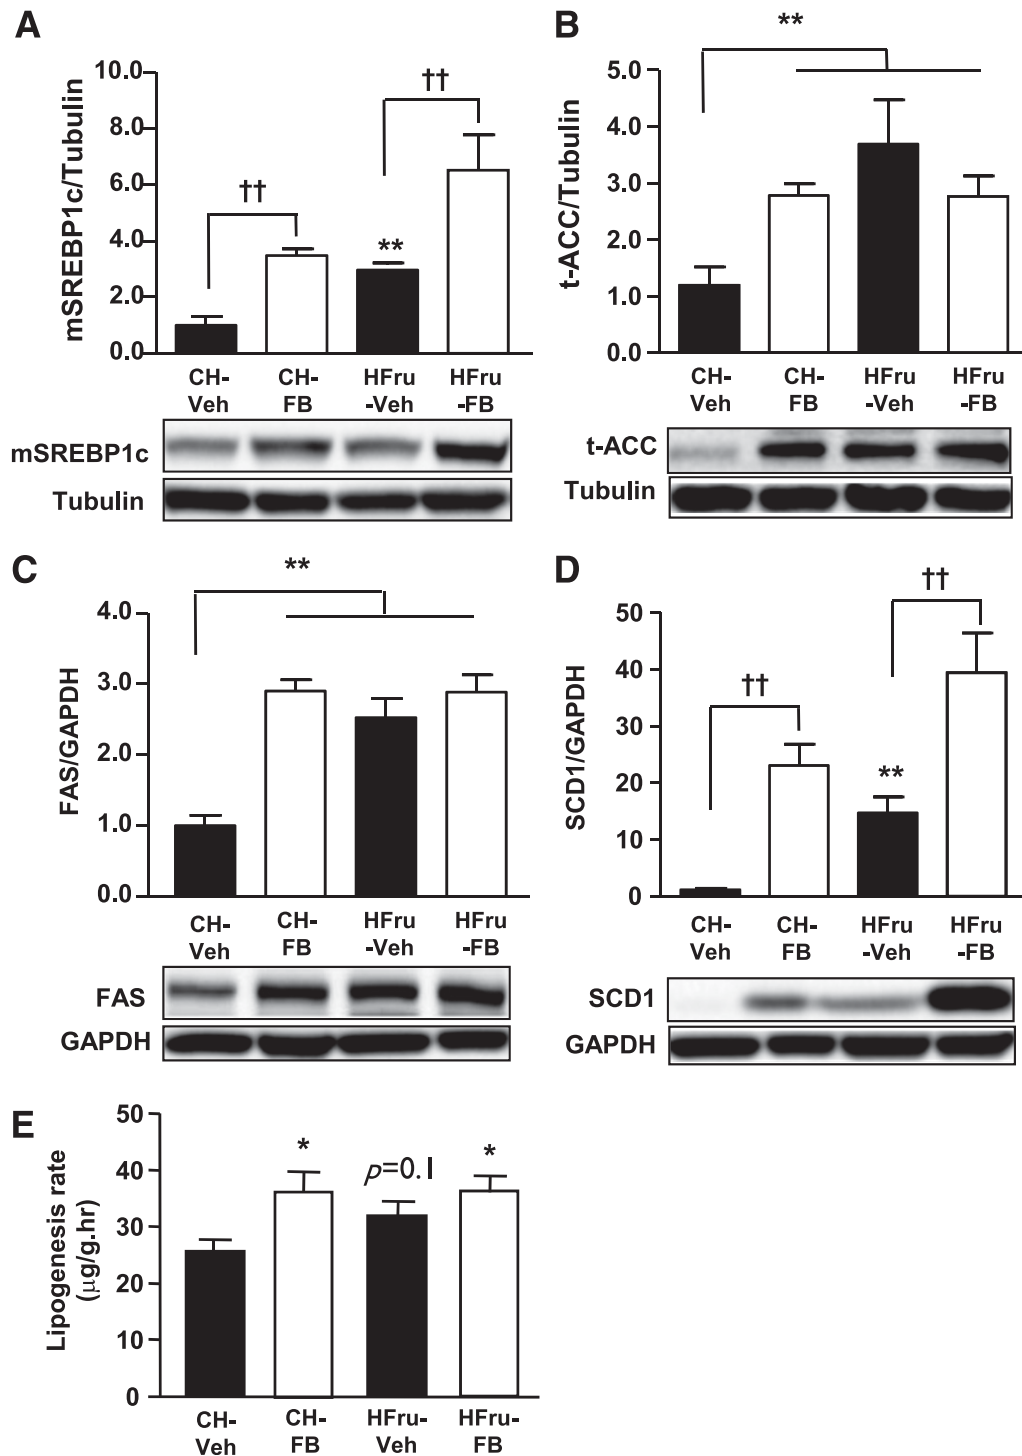 A
mSREBP1c/Tubulin
10.0
8.0
6.0
4.0
2.0
0.0
††
††
**
CH-
Veh
CH-
FB
HFru
-Veh
HFru
-FB
mSREBP1c
Tubulin
B
t-ACC/Tubulin
5.0
4.0
3.0
2.0
1.0
0.0
**
CH-
Veh
CH-
FB
HFru
-Veh
HFru
-FB
t-ACC
Tubulin
C
FAS/GAPDH
4.0
3.0
2.0
1.0
0.0
**
CH-
Veh
CH-
FB
HFru
-Veh
HFru
-FB
FAS
GAPDH
D
SCD1/GAPDH
50
40
30
20
10
0
††
††
**
CH-
Veh
CH-
FB
HFru
-Veh
HFru
-FB
SCD1
GAPDH
E
Lipogenesis rate
(μg/g.hr)
50
40
30
20
10
0
*
p=0.1
*
CH-
Veh
CH-
FB
HFru-
Veh
HFru-
FB